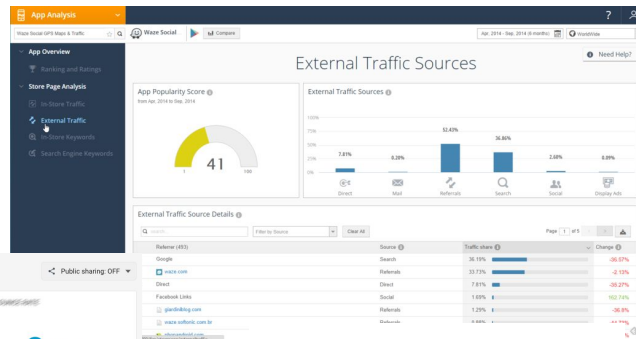 App Analysis
?
Waze Social GPS Maps & Traffic
Waze Social
Compare
Apr. 2014 - Sep. 2014 (6 months)
WorldWide
App Overview
Ranking and Ratings
Store Page Analysis
In-Store Traffic
External Traffic
In-Store Keywords
Search Engine Keywords
External Traffic Sources
Need Help?
App Popularity Score
from Apr, 2014 to Sep, 2014
41
1
100
External Traffic Sources
100%
75%
50%
25%
0%
7.81%
0.20%
52.43%
36.86%
2.60%
0.09%
Direct
Mail
Referrals
Search
Social
Display Ads
External Traffic Source Details
Filter by Source
Clear All
Page 1 of 5
Referrer (493)
Source
Traffic share
Change
Google
Search
36.19%
-36.57%
waze.com
Referrals
33.73%
-2.13%
Direct
Direct
7.81%
-35.27%
Facebook Links
Social
1.69%
102.74%
giardiniblog.com
Referrals
1.29%
-36.8%
waze.softonic.com.br
Referrals
Public sharing: OFF